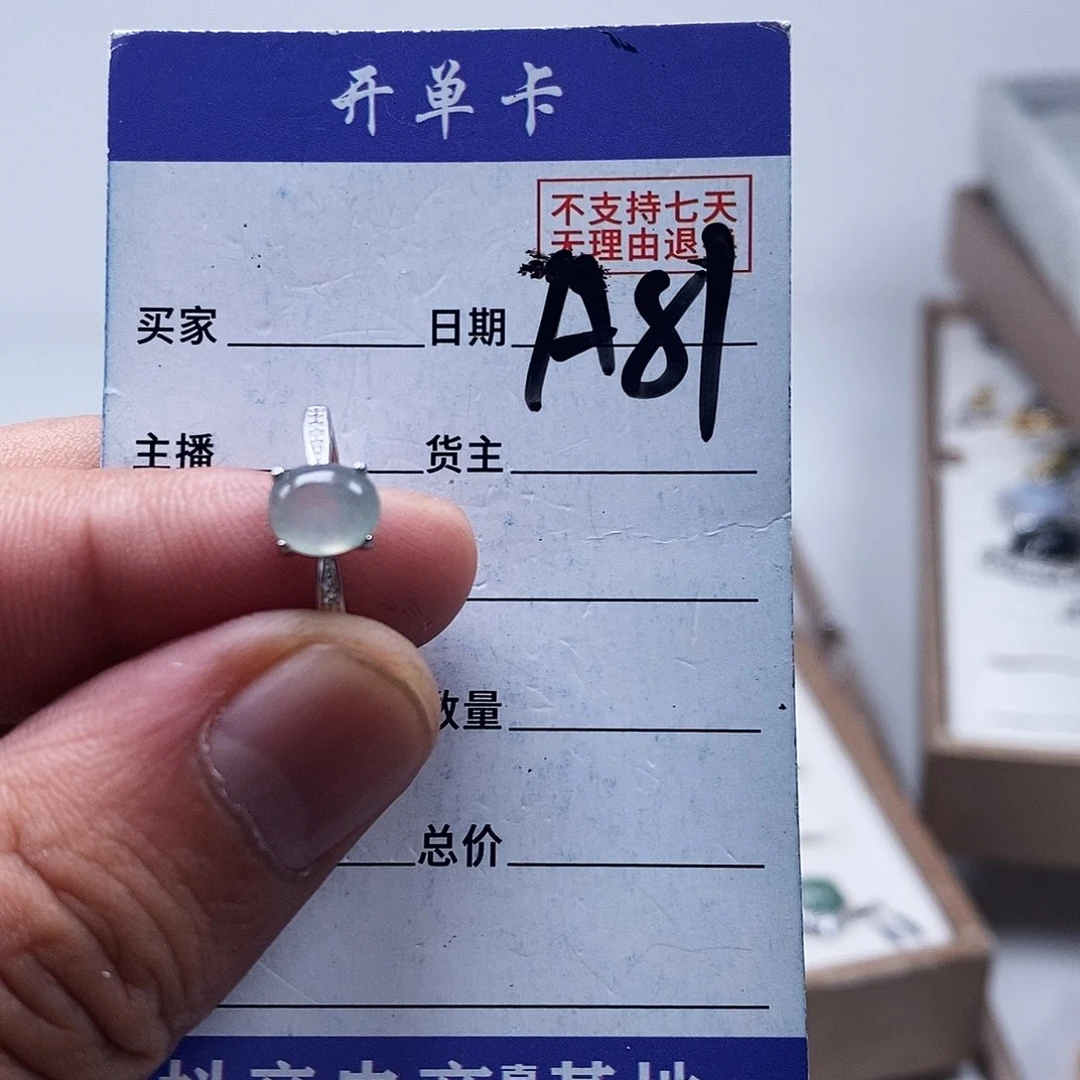 开单卡
不支持七天
无理由退
A81
买家
日期
主播
货主
数量
总价